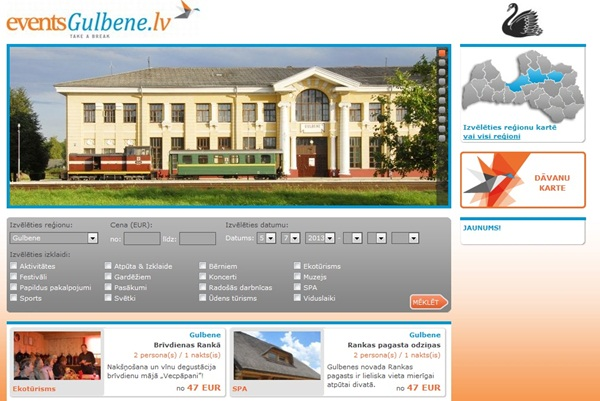 eventsGulbene.lv
TAKE A BREAK
GULBENE
Izvēlēties reģionu kartē
vai visi reģioni
DĀVANU
KARTE
JAUNUMS!
Izvēlēties reģionu: Cena (EUR): Izvēlēties datumu:
Gulbene no: līdz: Datums: 5 7 2013 - -
Izvēlēties izklaidi:
Aktivitātes Atpūta & Izklaide Bērniem Ekotūrisms
Festivāli Gardēžiem Koncerti Muzejs
Papildus pakalpojumi Pasākumi Radošās darbnīcas SPA
Sports Svētki Ūdens tūrisms Viduslaiki
MEKLĒT
Gulbene
Brīvdienas Rankā
2 persona(s) / 1 nakts(is)
Nakšņošana un vīnu degustācija
brīvdienu mājā „Vecpāpani”!
Ekotūrisms no 47 EUR
Gulbene
Rankas pagasta odziņas
2 persona(s) / 1 nakts(is)
Gulbenes novada Rankas
pagasts ir lieliska vieta mierīgai
atpūtai divatā.
SPA no 47 EUR